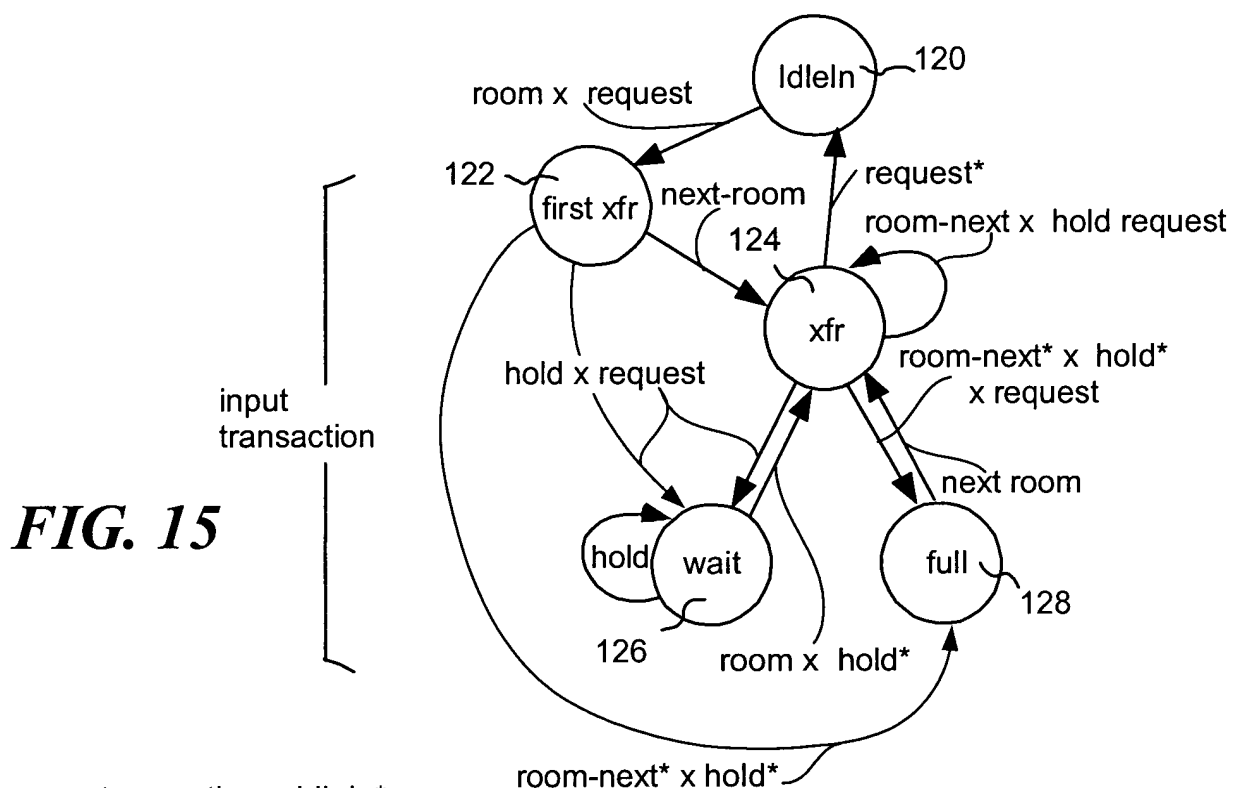 IdleIn
120
room x request
122
first xfr
next-room
request*
room-next x hold request
124
xfr
room-next* x hold*
x request
hold x request
input
transaction
next room
FIG. 15
hold
wait
full
128
126
room x hold*
room-next* x hold*